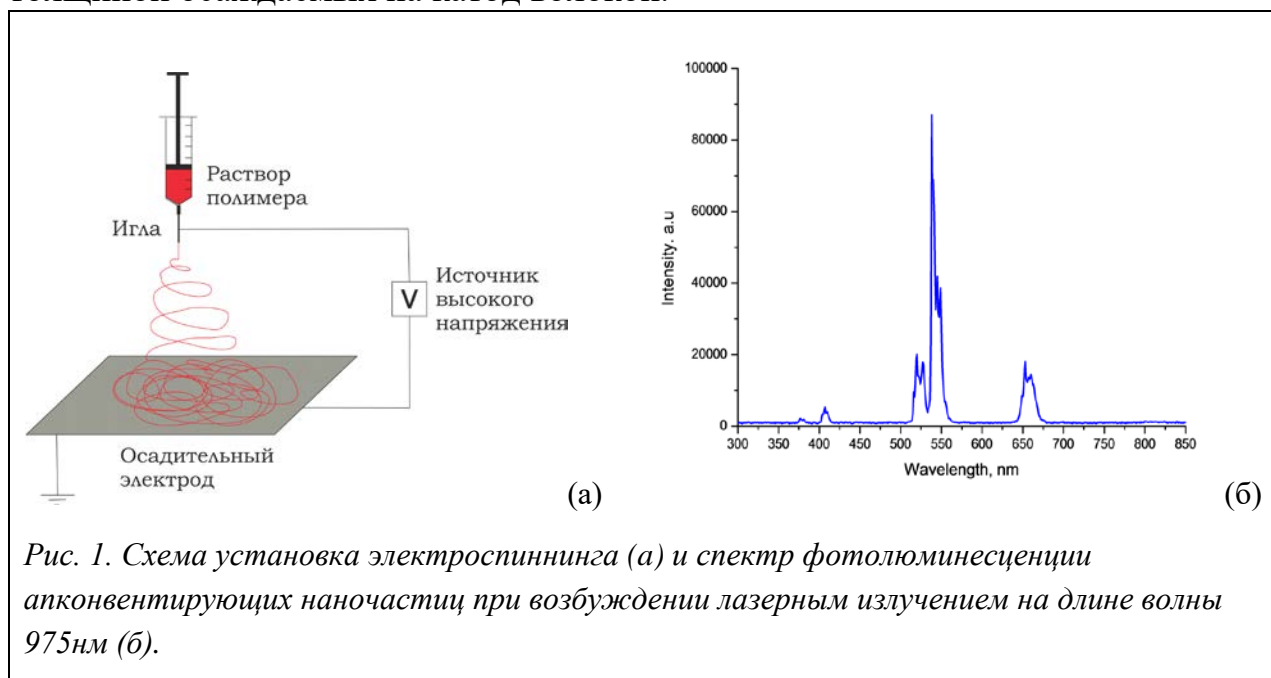 Раствор
полимера
Игла
Источник
высокого
напряжения
V
Осадительный
электрод
(а)
100000
80000
60000
40000
20000
0
Intensity. a.u
300 350 400 450 500 550 600 650 700 750 800 850
Wavelength, nm
(б)
Рис. 1. Схема установка электроспиннинга (а) и спектр фотолюминесценции
апконвентирующих наночастиц при возбуждении лазерным излучением на длине волны
975нм (б).